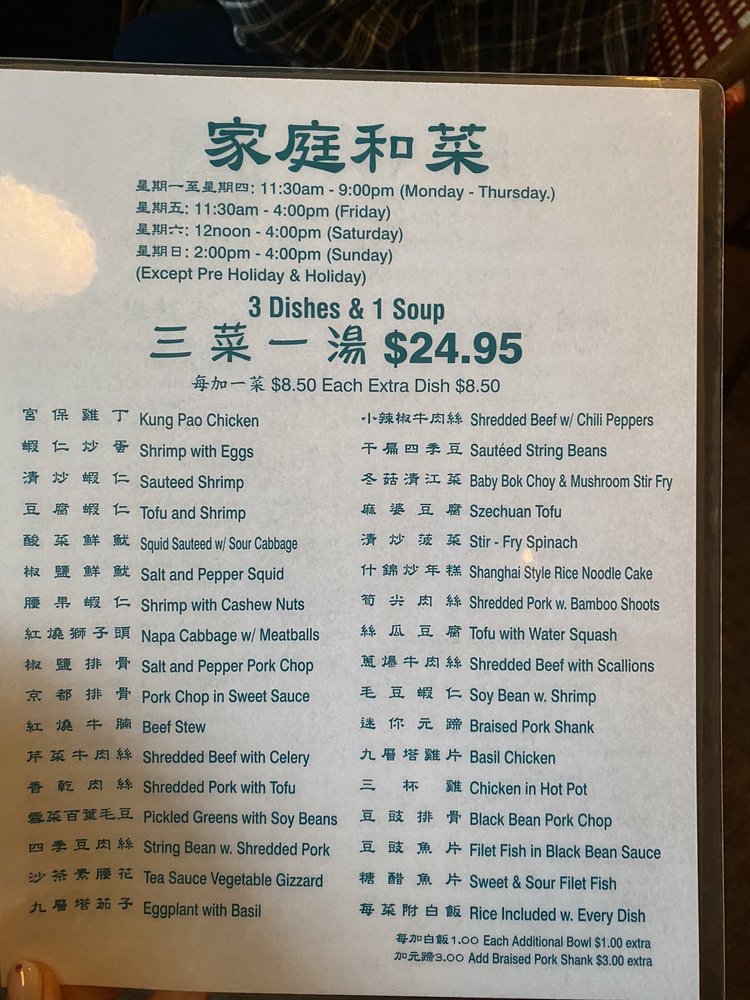 家庭和菜
星期一至星期四: 11:30am - 9:00pm (Monday - Thursday.)
星期五: 11:30am - 4:00pm (Friday)
星期六: 12noon - 4:00pm (Saturday)
星期日: 2:00pm - 4:00pm (Sunday)
(Except Pre Holiday & Holiday)
3 Dishes & 1 Soup
三菜一湯 $24.95
每加一菜 $8.50 Each Extra Dish $8.50
宮保雞丁 Kung Pao Chicken
蝦仁炒蛋 Shrimp with Eggs
清炒蝦仁 Sauteed Shrimp
豆腐蝦仁 Tofu and Shrimp
酸菜鮮魷 Squid Sauteed w/ Sour Cabbage
椒鹽鮮魷 Salt and Pepper Squid
腰果蝦仁 Shrimp with Cashew Nuts
紅燒獅子頭 Napa Cabbage w/ Meatballs
椒鹽排骨 Salt and Pepper Pork Chop
京都排骨 Pork Chop in Sweet Sauce
紅燒牛腩 Beef Stew
芹菜牛肉絲 Shredded Beef with Celery
香乾肉絲 Shredded Pork with Tofu
雪菜百葉毛豆 Pickled Greens with Soy Beans
四季豆肉絲 String Bean w. Shredded Pork
沙茶素腰花 Tea Sauce Vegetable Gizzard
九層塔茄子 Eggplant with Basil
小辣椒牛肉絲 Shredded Beef w/ Chili Peppers
干扁四季豆 Sautéed String Beans
冬菇清江菜 Baby Bok Choy & Mushroom Stir Fry
麻婆豆腐 Szechuan Tofu
清炒菠菜 Stir - Fry Spinach
什錦炒年糕 Shanghai Style Rice Noodle Cake
筍尖肉絲 Shredded Pork w. Bamboo Shoots
絲瓜豆腐 Tofu with Water Squash
蔥爆牛肉絲 Shredded Beef with Scallions
毛豆蝦仁 Soy Bean w. Shrimp
迷你元蹄 Braised Pork Shank
九層塔雞片 Basil Chicken
三杯雞 Chicken in Hot Pot
豆豉排骨 Black Bean Pork Chop
豆豉魚片 Filet Fish in Black Bean Sauce
糖醋魚片 Sweet & Sour Filet Fish
每菜附白飯 Rice Included w. Every Dish
每加白飯1.00 Each Additional Bowl $1.00 extra
加元蹄3.00 Add Braised Pork Shank $3.00 extra